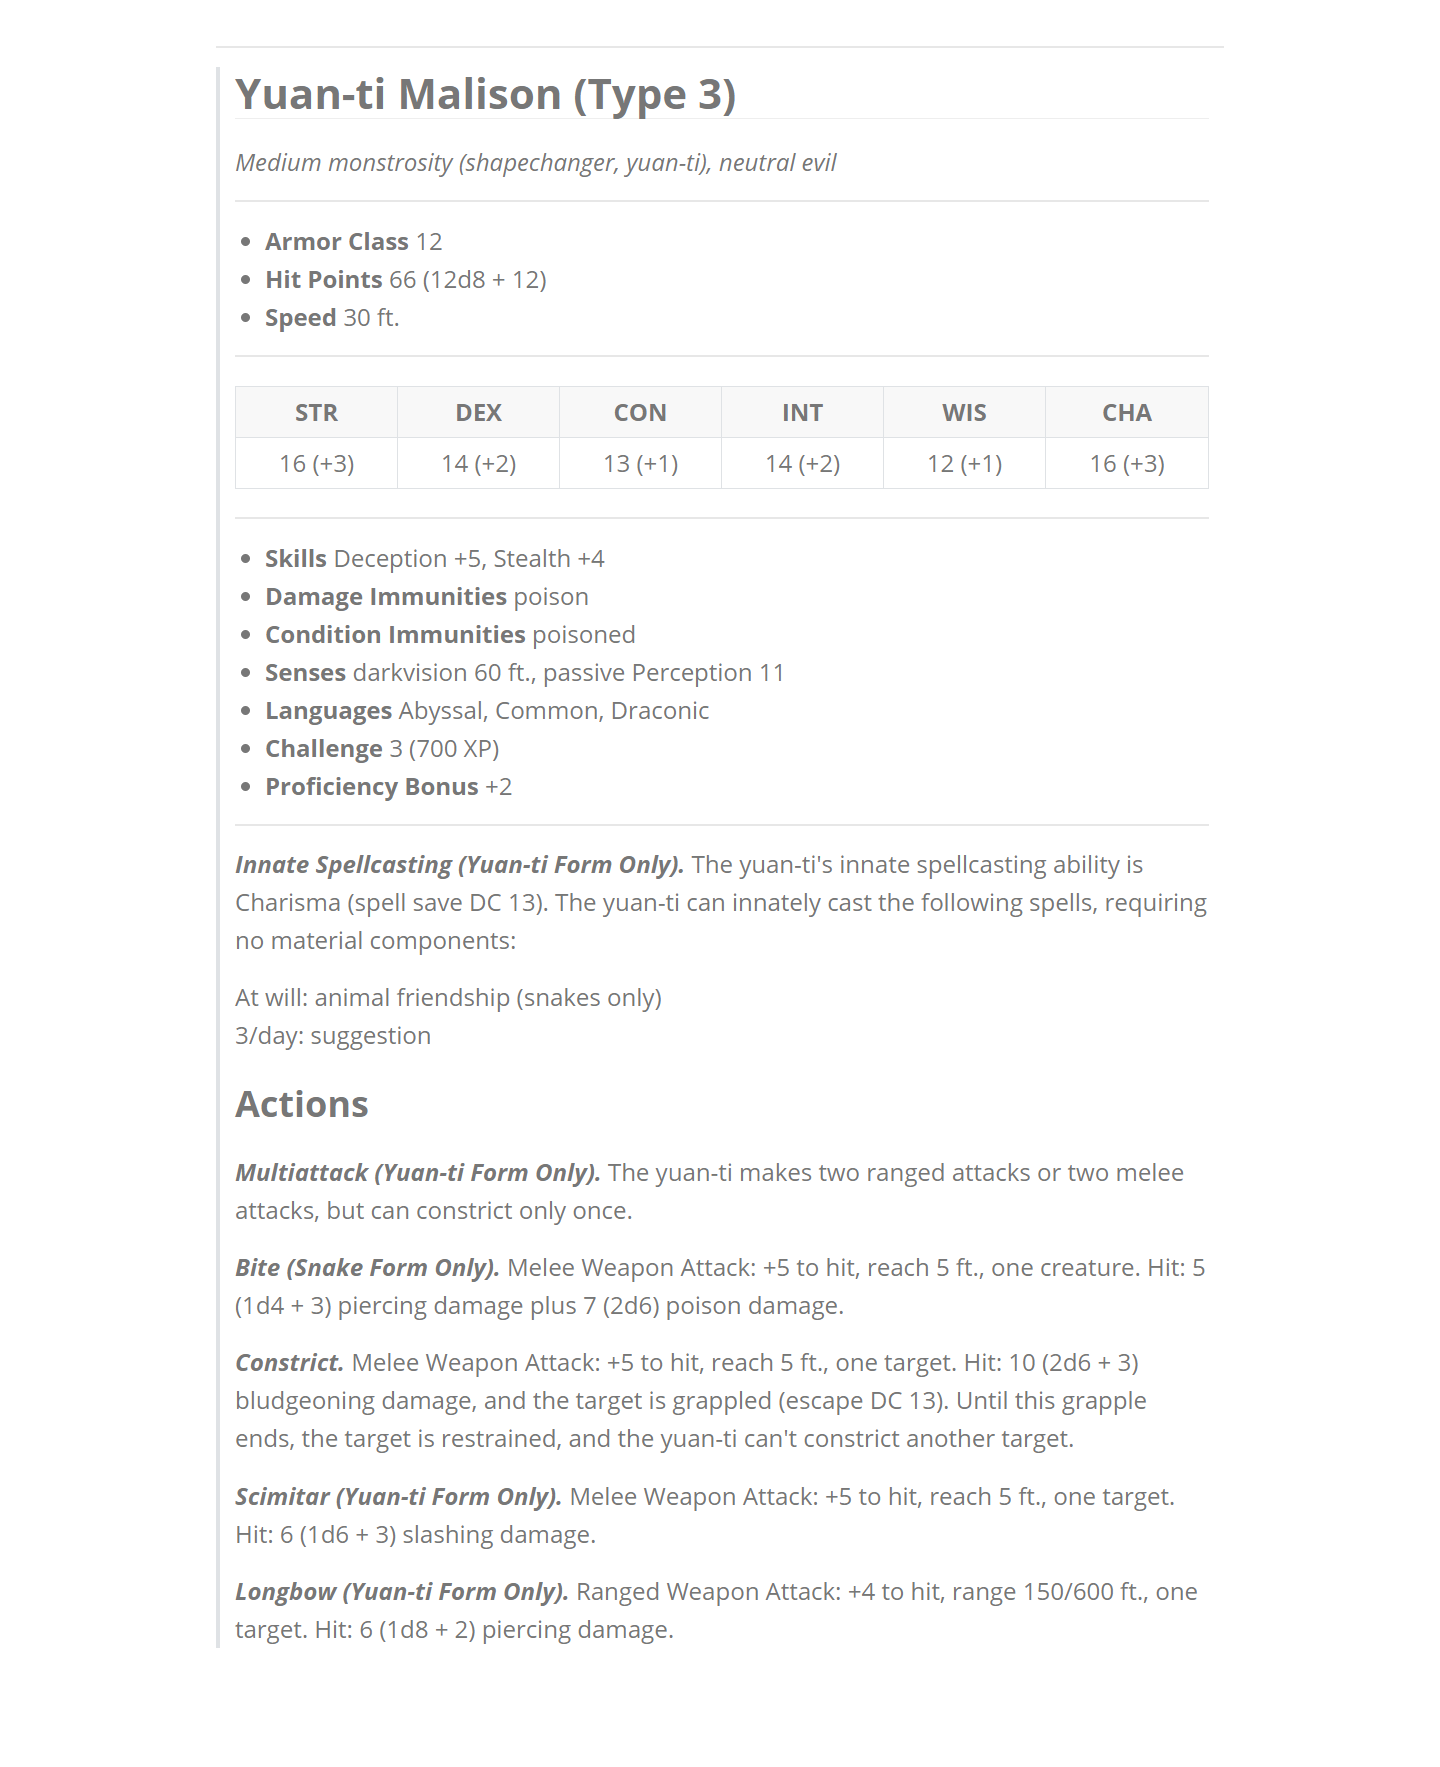 Yuan-ti Malison (Type 3)
Medium monstrosity (shapechanger, yuan-ti), neutral evil
• Armor Class 12
• Hit Points 66 (12d8 + 12)
• Speed 30 ft.
STR DEX CON INT WIS CHA
16 (+3) 14 (+2) 13 (+1) 14 (+2) 12 (+1) 16 (+3)
• Skills Deception +5, Stealth +4
• Damage Immunities poison
• Condition Immunities poisoned
• Senses darkvision 60 ft., passive Perception 11
• Languages Abyssal, Common, Draconic
• Challenge 3 (700 XP)
• Proficiency Bonus +2
Innate Spellcasting (Yuan-ti Form Only). The yuan-ti's innate spellcasting ability is
Charisma (spell save DC 13). The yuan-ti can innately cast the following spells, requiring
no material components:
At will: animal friendship (snakes only)
3/day: suggestion
Actions
Multiattack (Yuan-ti Form Only). The yuan-ti makes two ranged attacks or two melee
attacks, but can constrict only once.
Bite (Snake Form Only). Melee Weapon Attack: +5 to hit, reach 5 ft., one creature. Hit: 5
(1d4 + 3) piercing damage plus 7 (2d6) poison damage.
Constrict. Melee Weapon Attack: +5 to hit, reach 5 ft., one target. Hit: 10 (2d6 + 3)
bludgeoning damage, and the target is grappled (escape DC 13). Until this grapple
ends, the target is restrained, and the yuan-ti can't constrict another target.
Scimitar (Yuan-ti Form Only). Melee Weapon Attack: +5 to hit, reach 5 ft., one target.
Hit: 6 (1d6 + 3) slashing damage.
Longbow (Yuan-ti Form Only). Ranged Weapon Attack: +4 to hit, range 150/600 ft., one
target. Hit: 6 (1d8 + 2) piercing damage.